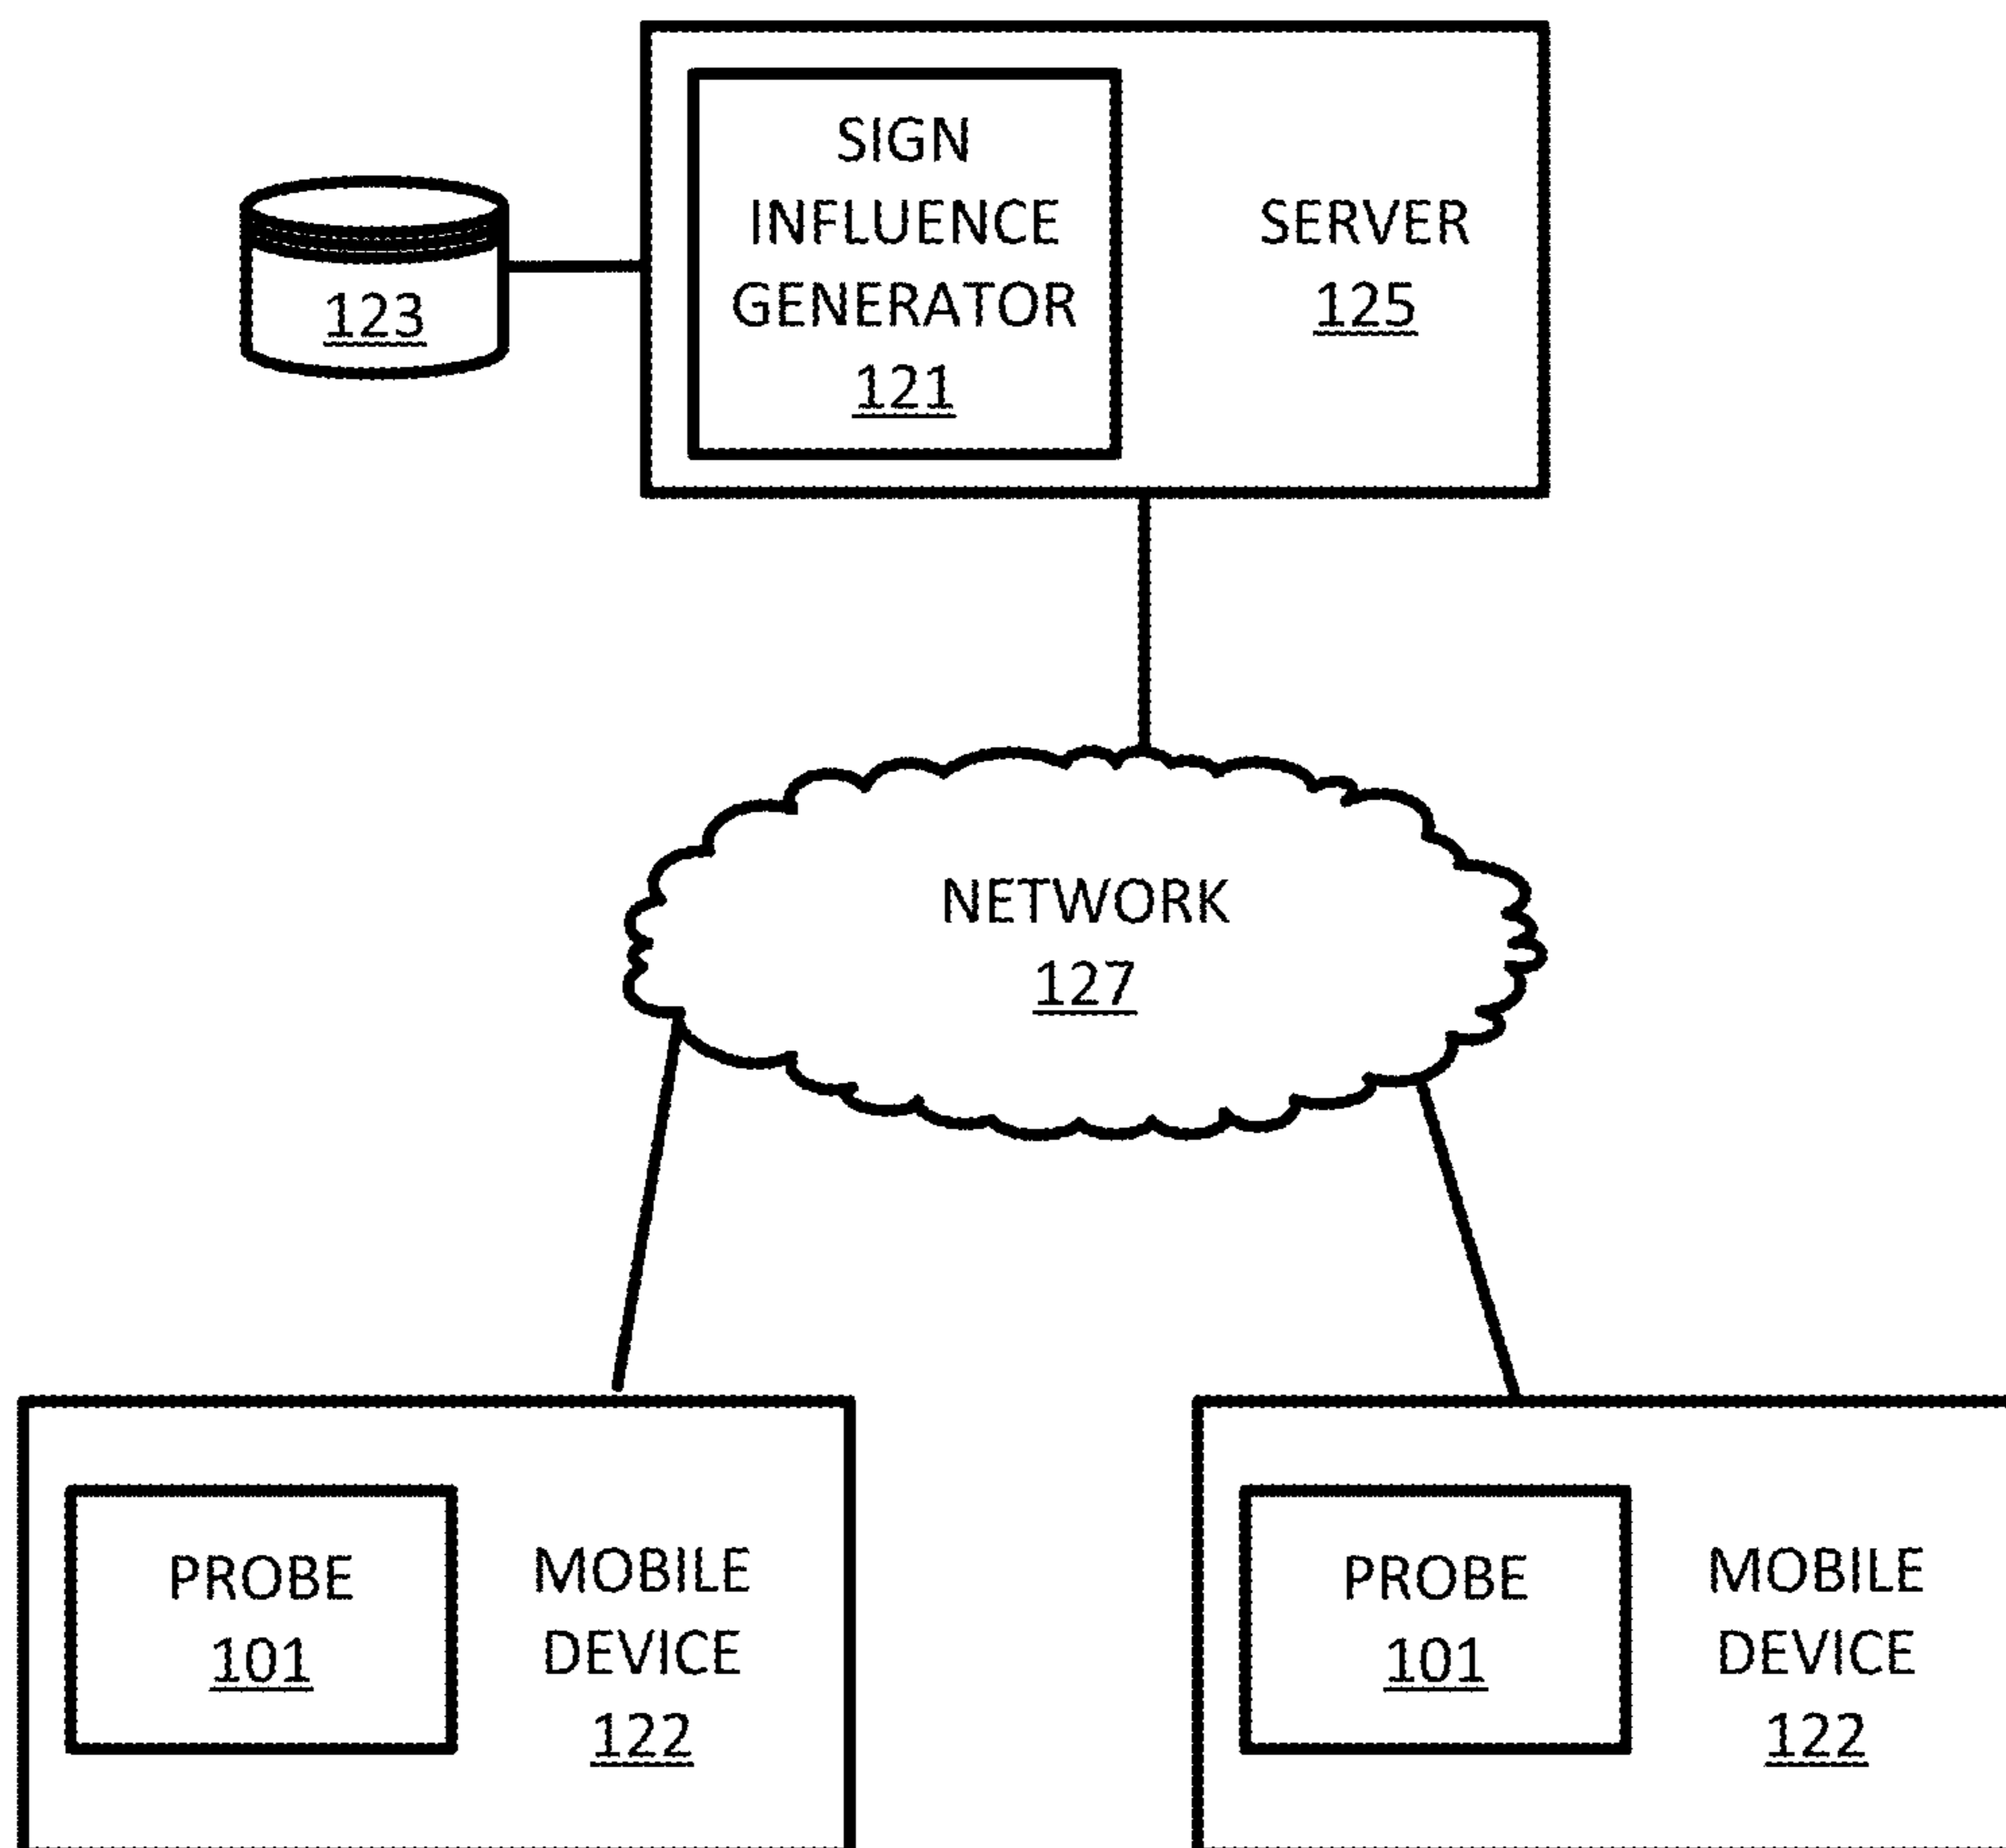 SIGN
INFLUENCE
GENERATOR
121
SERVER
125
123
NETWORK
127
PROBE
101
MOBILE
DEVICE
122
PROBE
101
MOBILE
DEVICE
122